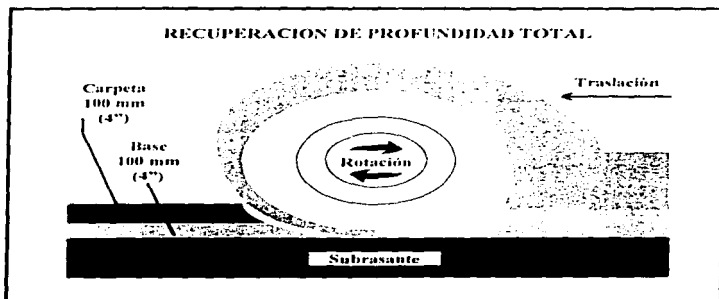 RECUPERACION DE PROFUNDIDAD TOTAL
Carpeta
100 mm
(4")
Base
100 mm
(4")
Traslación
Rotación
Subrasante